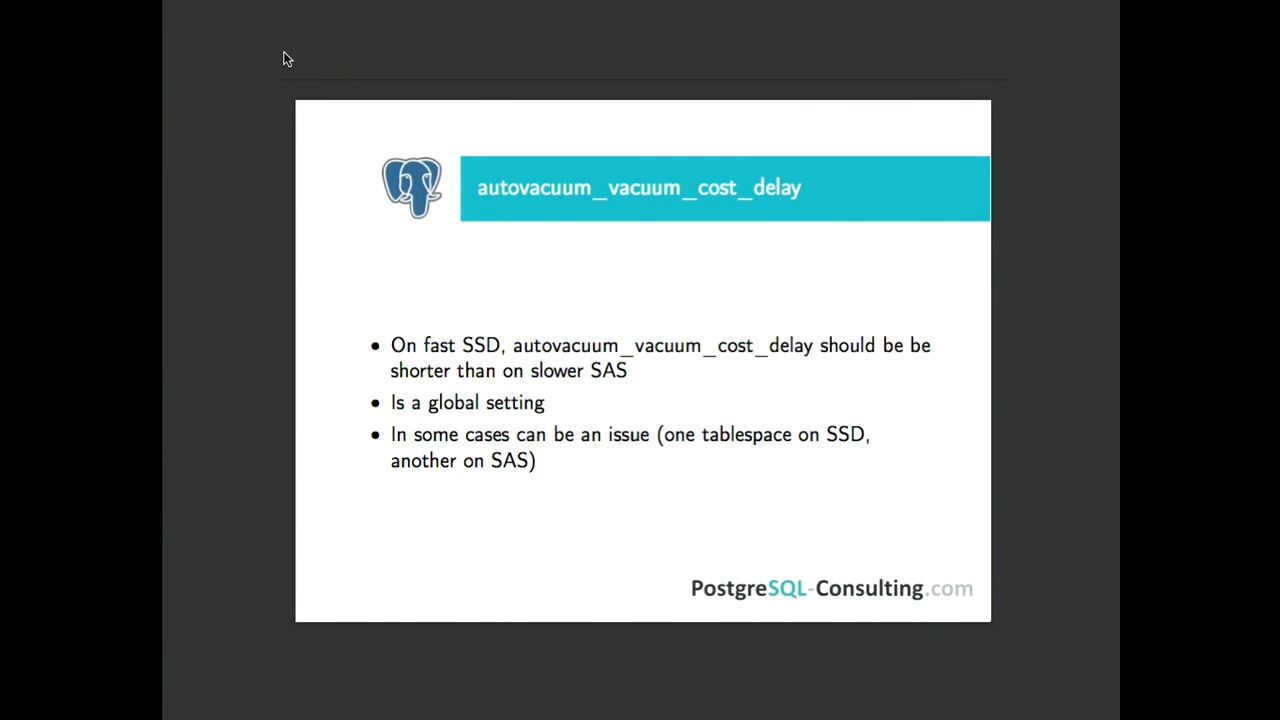 autovacuum_vacuum_cost_delay
• On fast SSD, autovacuum_vacuum_cost_delay should be be
shorter than on slower SAS
• Is a global setting
• In some cases can be an issue (one tablespace on SSD,
another on SAS)
PostgreSQL-Consulting.com